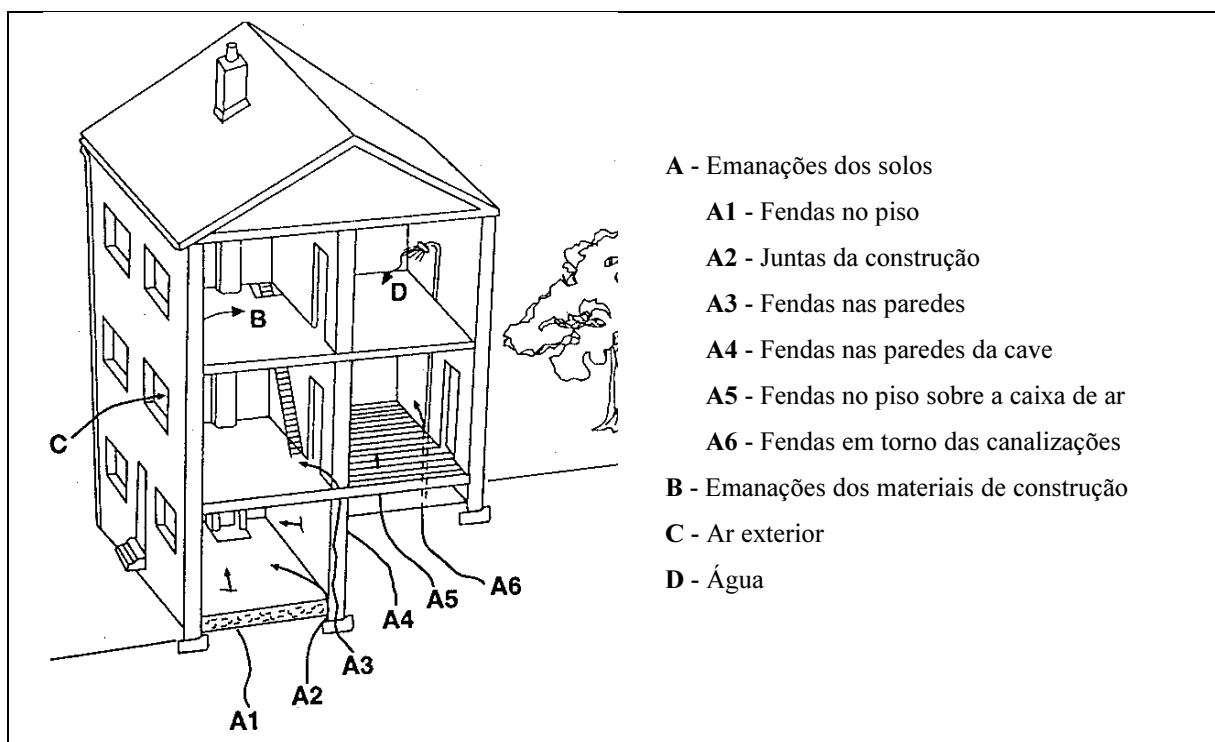 B
D
C
A6
A5
A4
A3
A2
A1
A - Emanações dos solos
A1 - Fendas no piso
A2 - Juntas da construção
A3 - Fendas nas paredes
A4 - Fendas nas paredes da cave
A5 - Fendas no piso sobre a caixa de ar
A6 - Fendas em torno das canalizações
B - Emanações dos materiais de construção
C - Ar exterior
D - Água